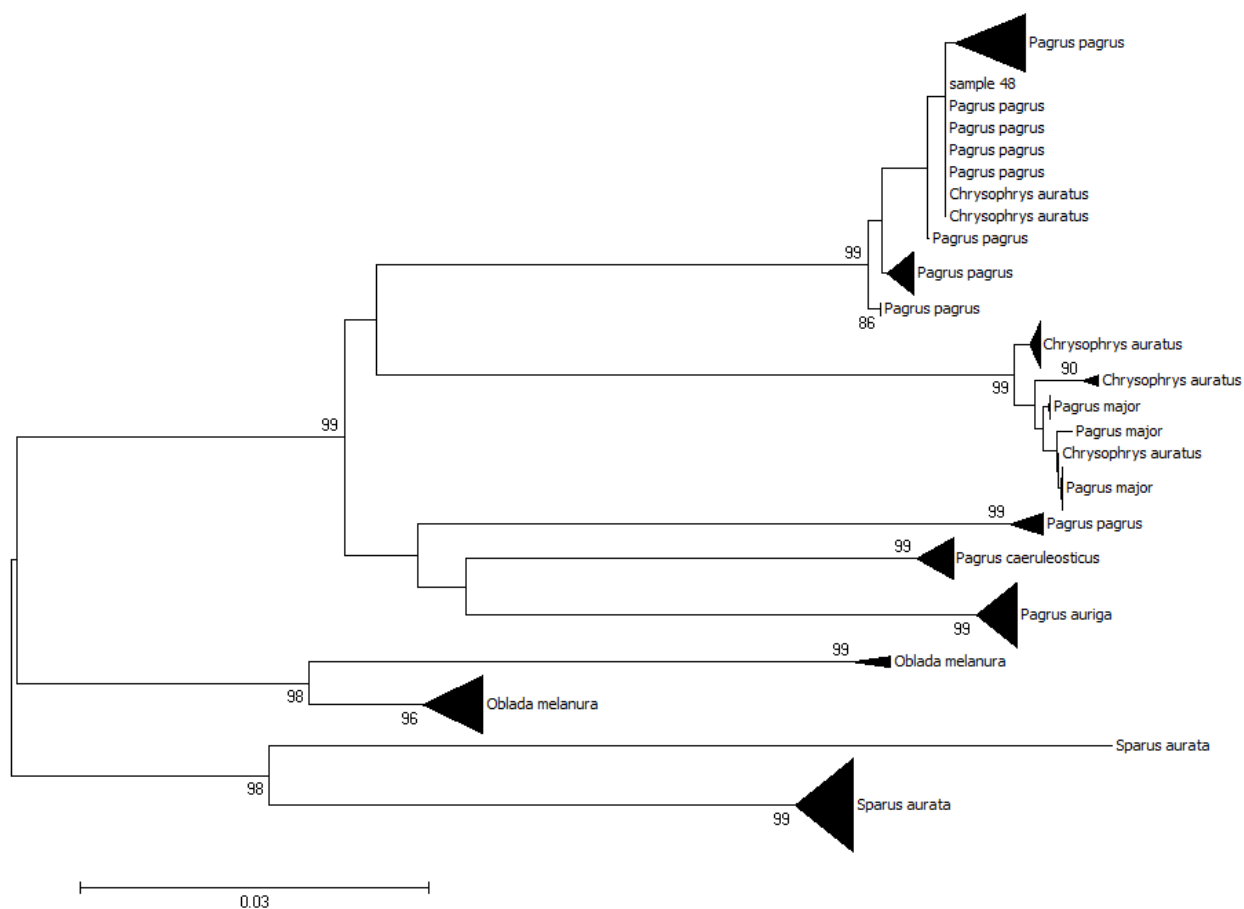 Pagrus pagrus
sample 48
Pagrus pagrus
Pagrus pagrus
Pagrus pagrus
Pagrus pagrus
Chrysophrys auratus
Chrysophrys auratus
Pagrus pagrus
99
Pagrus pagrus
Pagrus pagrus
86
Chrysophrys auratus
90
Chrysophrys auratus
99
Pagrus major
99
Pagrus major
Chrysophrys auratus
Pagrus major
99
Pagrus pagrus
99
Pagrus caeruleosticus
Pagrus auriga
99
99
Oblada melanura
98
Oblada melanura
96
Sparus aurata
98
Sparus aurata
99
0.03